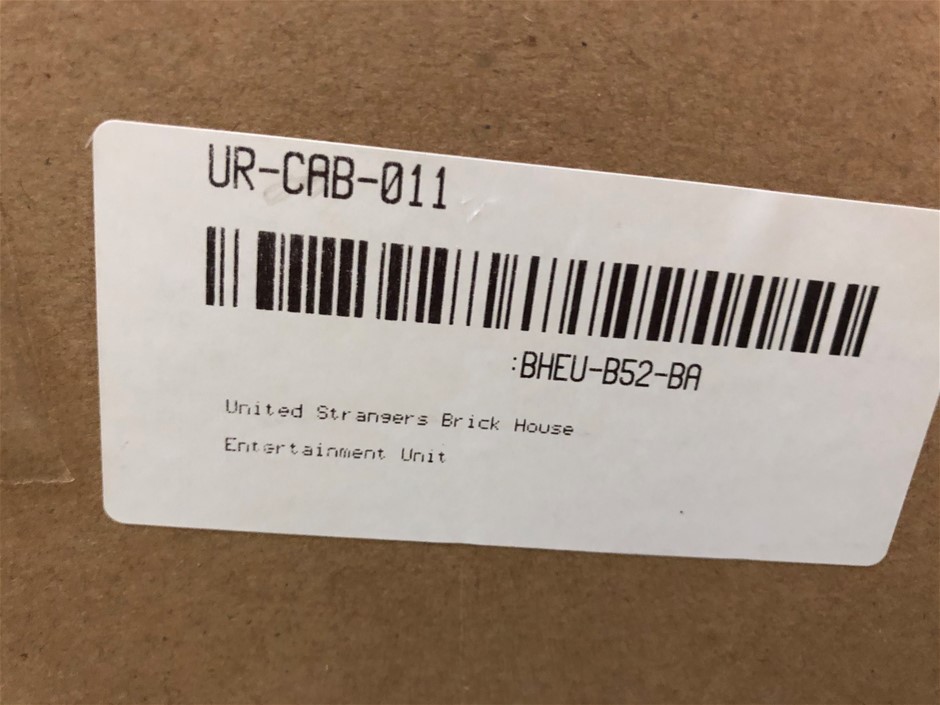 UR-CAB-011
:BHEU-B52-BA
United Strangers Brick House
Entertainment Unit